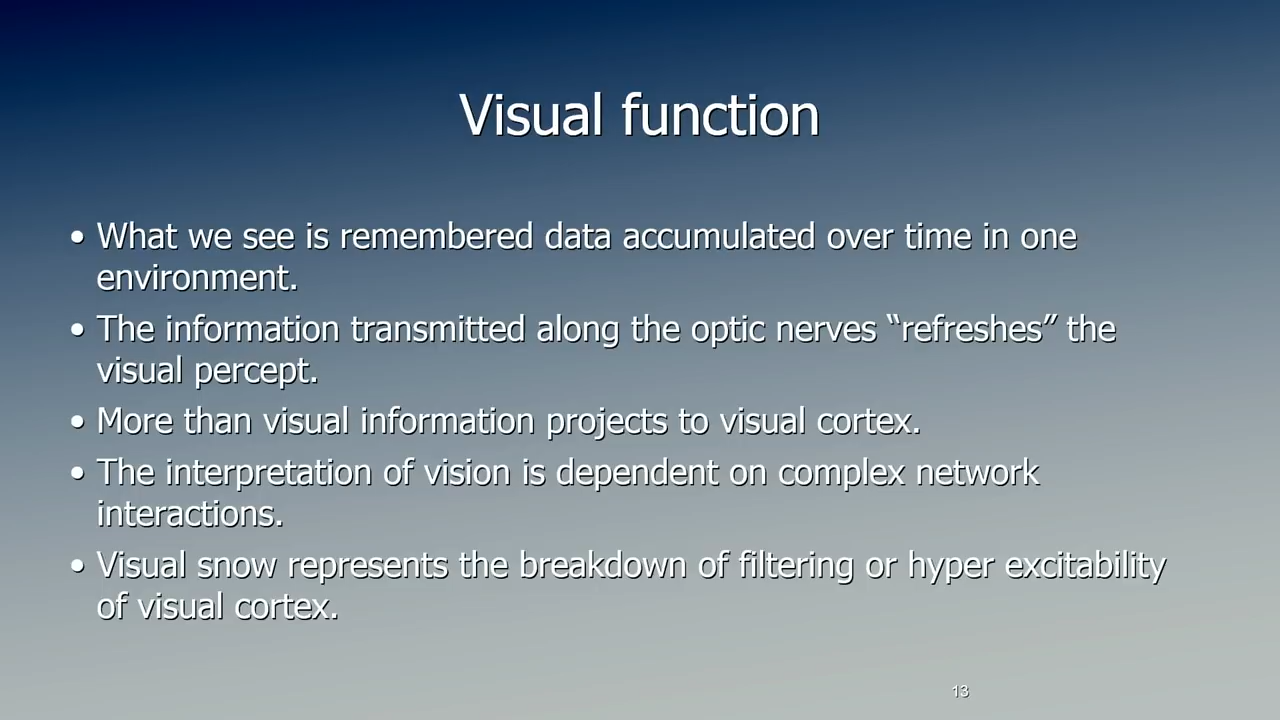 Visual function
• What we see is remembered data accumulated over time in one
environment.
• The information transmitted along the optic nerves “refreshes” the
visual percept.
• More than visual information projects to visual cortex.
• The interpretation of vision is dependent on complex network
interactions.
• Visual snow represents the breakdown of filtering or hyper excitability
of visual cortex.
13